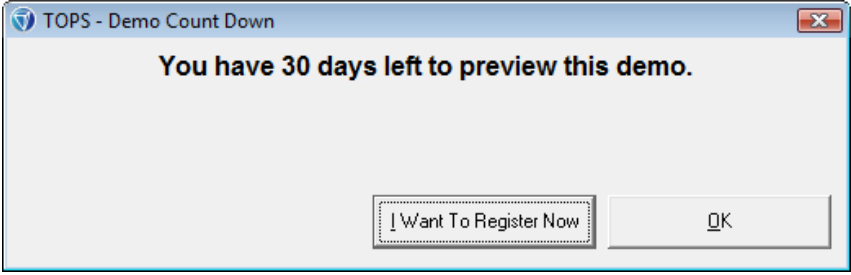 TOPS - Demo Count Down
You have 30 days left to preview this demo.
I Want To Register Now
OK